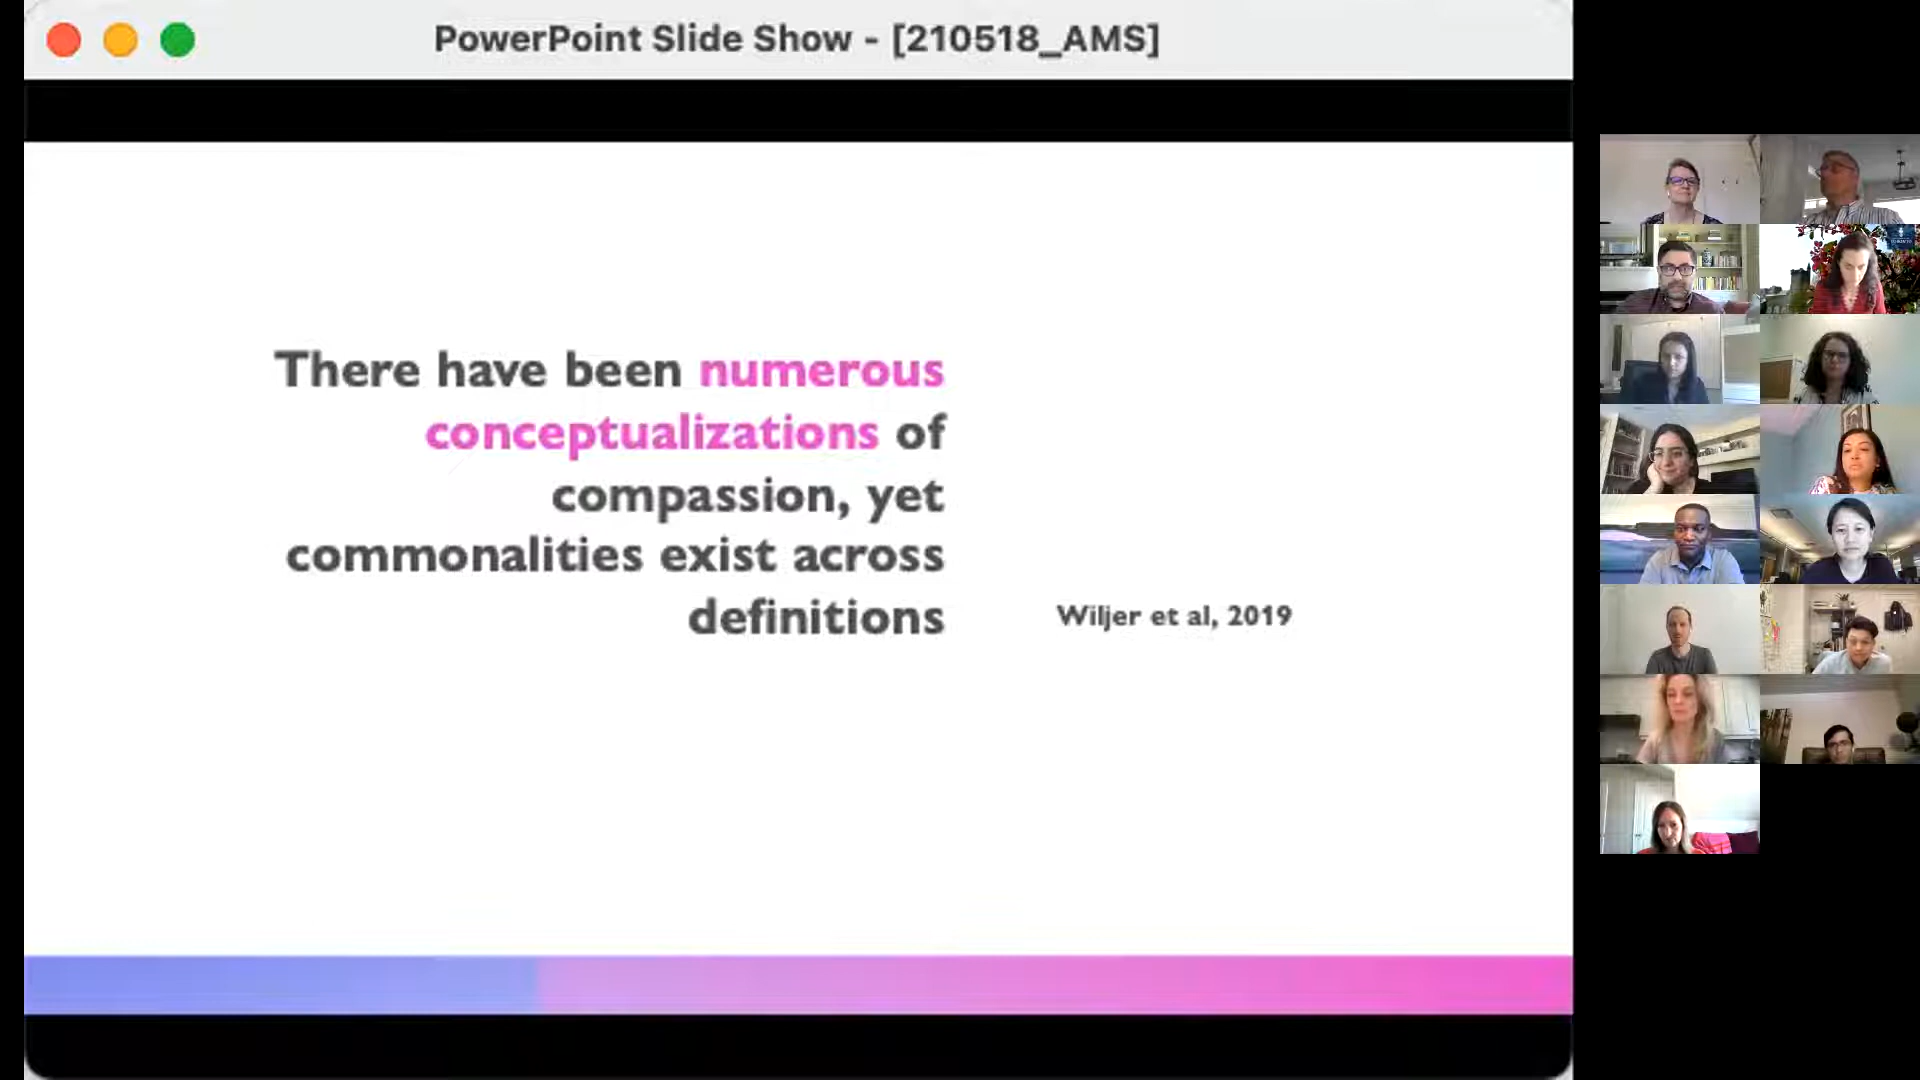 PowerPoint Slide Show - [210518_AMS]
There have been numerous
conceptualizations of
compassion, yet
commonalities exist across
definitions
Wiljer et al, 2019